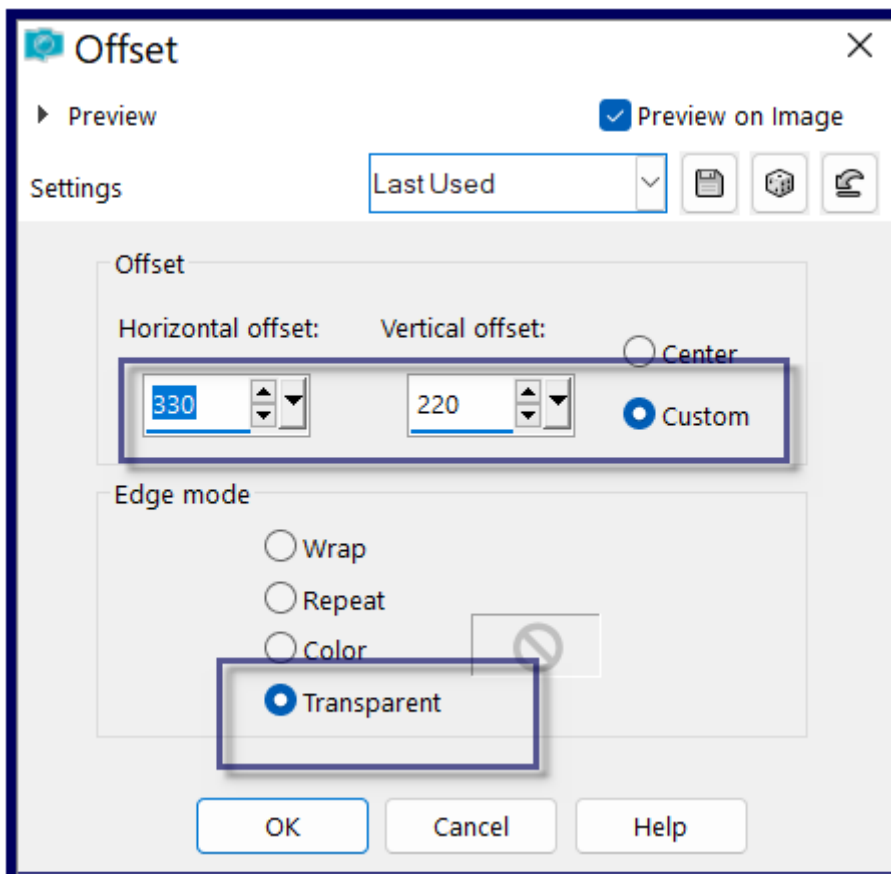 Offset
Preview
Preview on Image
Settings
Last Used
Offset
Horizontal offset:
Vertical offset:
Center
330
220
Custom
Edge mode
Wrap
Repeat
Color
Transparent
OK
Cancel
Help